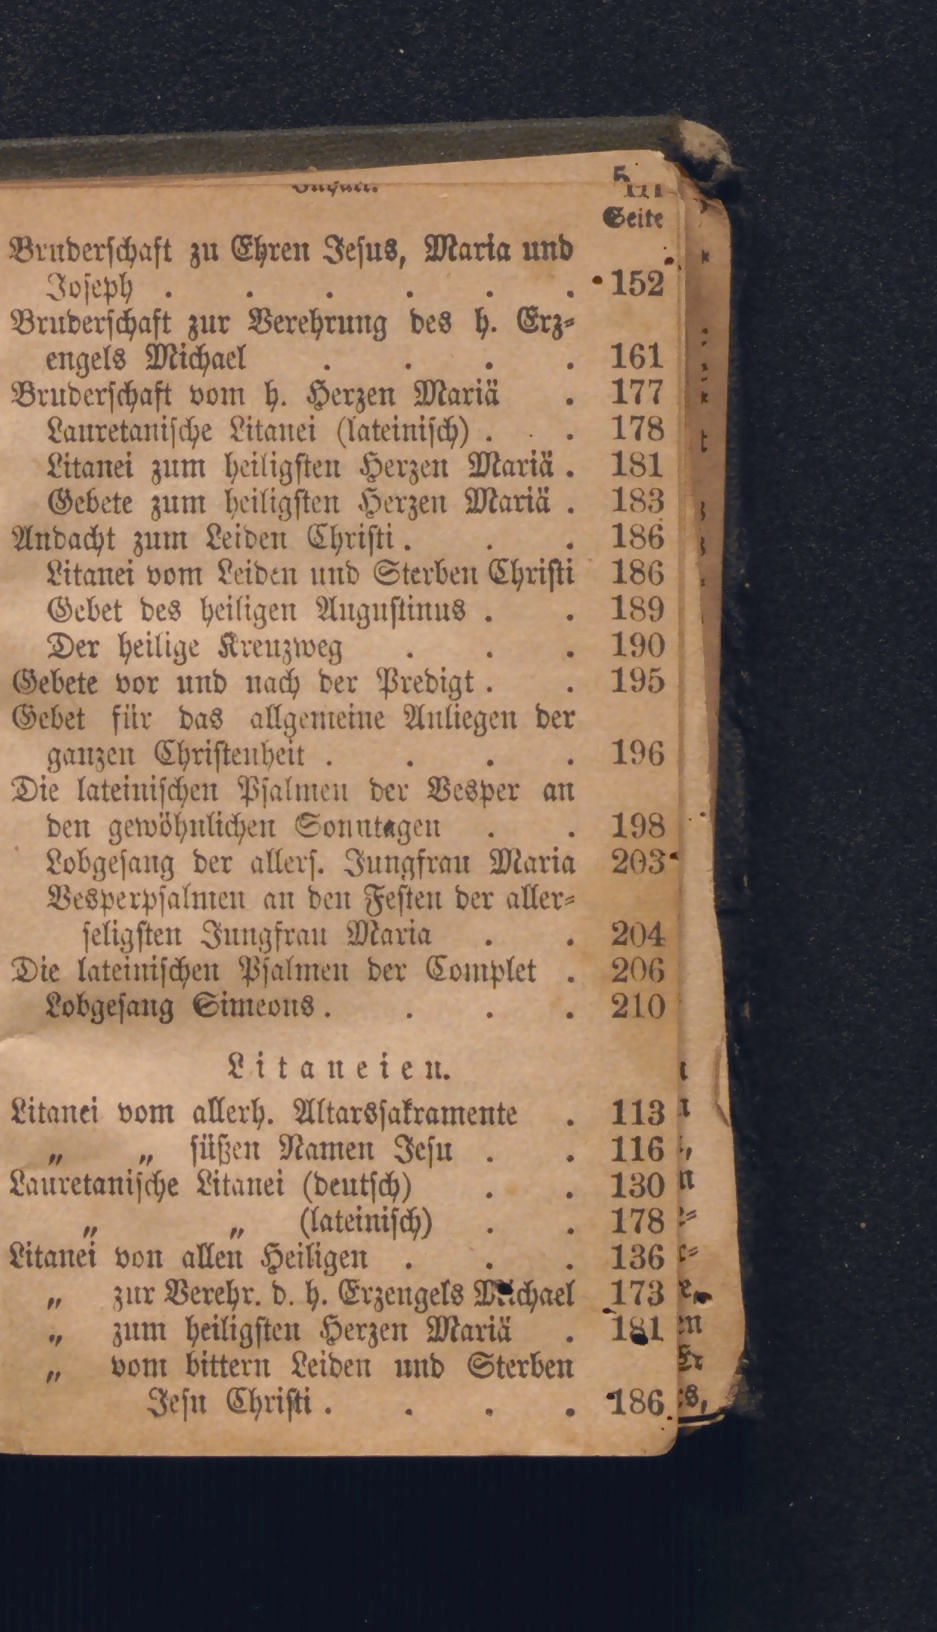 Inhalt.
Seite
Bruderschaft zu Ehren Jesus, Maria und
Joseph . . . . . . 152
Bruderschaft zur Verehrung des h. Erz-
engels Michael . . . . 161
Bruderschaft vom h. Herzen Mariä . 177
Lauretanische Litanei (lateinisch) . . . 178
Litanei zum heiligsten Herzen Mariä . 181
Gebete zum heiligsten Herzen Mariä . 183
Andacht zum Leiden Christi . . . 186
Litanei vom Leiden und Sterben Christi 186
Gebet des heiligen Augustinus . . 189
Der heilige Kreuzweg . . . 190
Gebete vor und nach der Predigt . . 195
Gebet für das allgemeine Anliegen der
ganzen Christenheit . . . . 196
Die lateinischen Psalmen der Vesper an
den gewöhnlichen Sonntagen . . 198
Lobgesang der allers. Jungfrau Maria 203
Vesperpsalmen an den Festen der aller-
seligsten Jungfrau Maria . . 204
Die lateinischen Psalmen der Complet . 206
Lobgesang Simeons . . . . 210
Litaneien.
Litanei vom allerh. Altarssakramente . 113
„ „ süßen Namen Jesu . . 116
Lauretanische Litanei (deutsch) . . 130
„ „ (lateinisch) . . 178
Litanei von allen Heiligen . . . 136
„ zur Verehr. d. h. Erzengels Michael 173
„ zum heiligsten Herzen Mariä . 181
„ vom bittern Leiden und Sterben
Jesu Christi . . . . 186